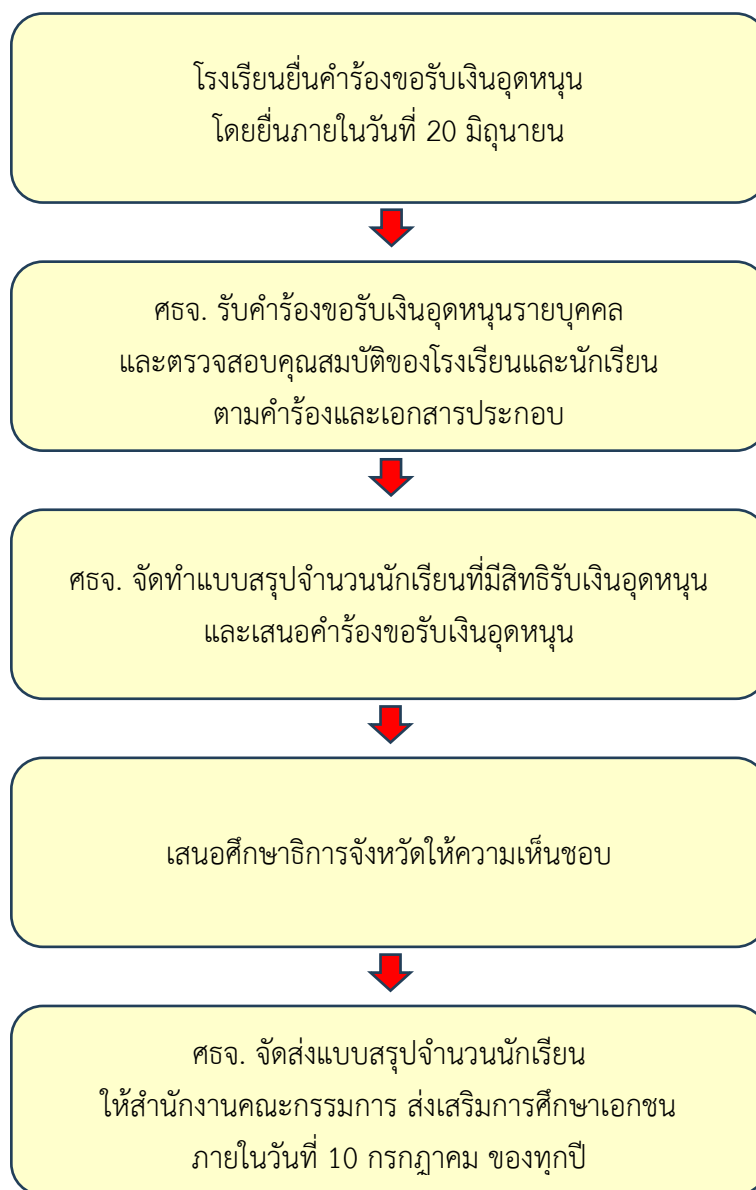 โรงเรียนยื่นคำร้องขอรับเงินอุดหนุน
โดยยื่นภายในวันที่ 20 มิถุนายน
ศธจ. รับคำร้องขอรับเงินอุดหนุนรายบุคคล
และตรวจสอบคุณสมบัติของโรงเรียนและนักเรียน
ตามคำร้องและเอกสารประกอบ
ศธจ. จัดทำแบบสรุปจำนวนนักเรียนที่มีสิทธิรับเงินอุดหนุน
และเสนอคำร้องขอรับเงินอุดหนุน
เสนอศึกษาธิการจังหวัดให้ความเห็นชอบ
ศธจ. จัดส่งแบบสรุปจำนวนนักเรียน
ให้สำนักงานคณะกรรมการ ส่งเสริมการศึกษาเอกชน
ภายในวันที่ 10 กรกฎาคม ของทุกปี